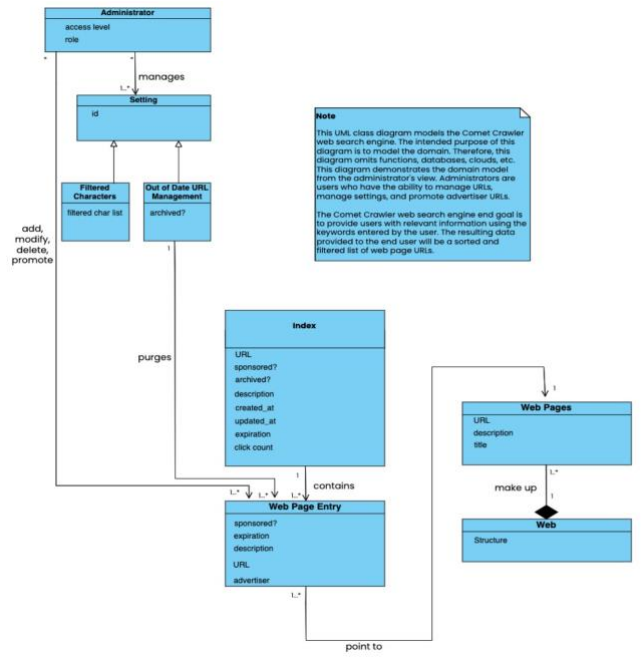 Administrator
access level
role
*
*
manages
1..*
Setting
id
Note
This UML class diagram models the Comet Crawler
web search engine. The intended purpose of this
diagram is to model the domain. Therefore, this
diagram omits functions, databases, clouds, etc.
This diagram demonstrates the domain model
from the administrator's view. Administrators are
users who have the ability to manage URLs,
manage settings, and promote advertiser URLs.
The Comet Crawler web search engine end goal is
to provide users with relevant information using the
keywords entered by the user. The resulting data
provided to the end user will be a sorted and
filtered list of web page URLs.
Filtered
Characters
filtered char list
Out of Date URL
Management
archived?
1
add,
modify,
delete,
promote
purges
Index
URL
sponsored?
archived?
description
created_at
updated_at
expiration
click count
1
contains
1..*
1..*
1..*
Web Page Entry
sponsored?
expiration
description
URL
advertiser
1..*
point to
1
Web Pages
URL
description
title
1..*
make up
1
Web
Structure